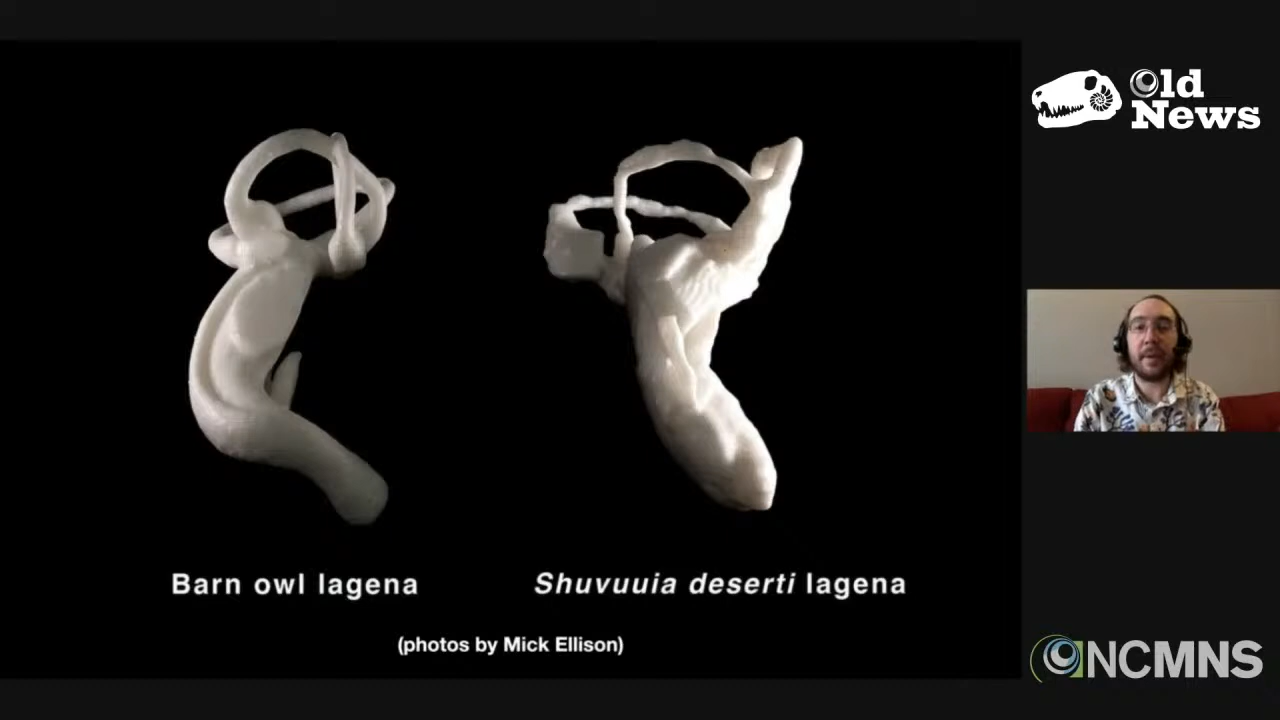 Old
News
Barn owl lagena
Shuvuuia deserti lagena
(photos by Mick Ellison)
NCMNS